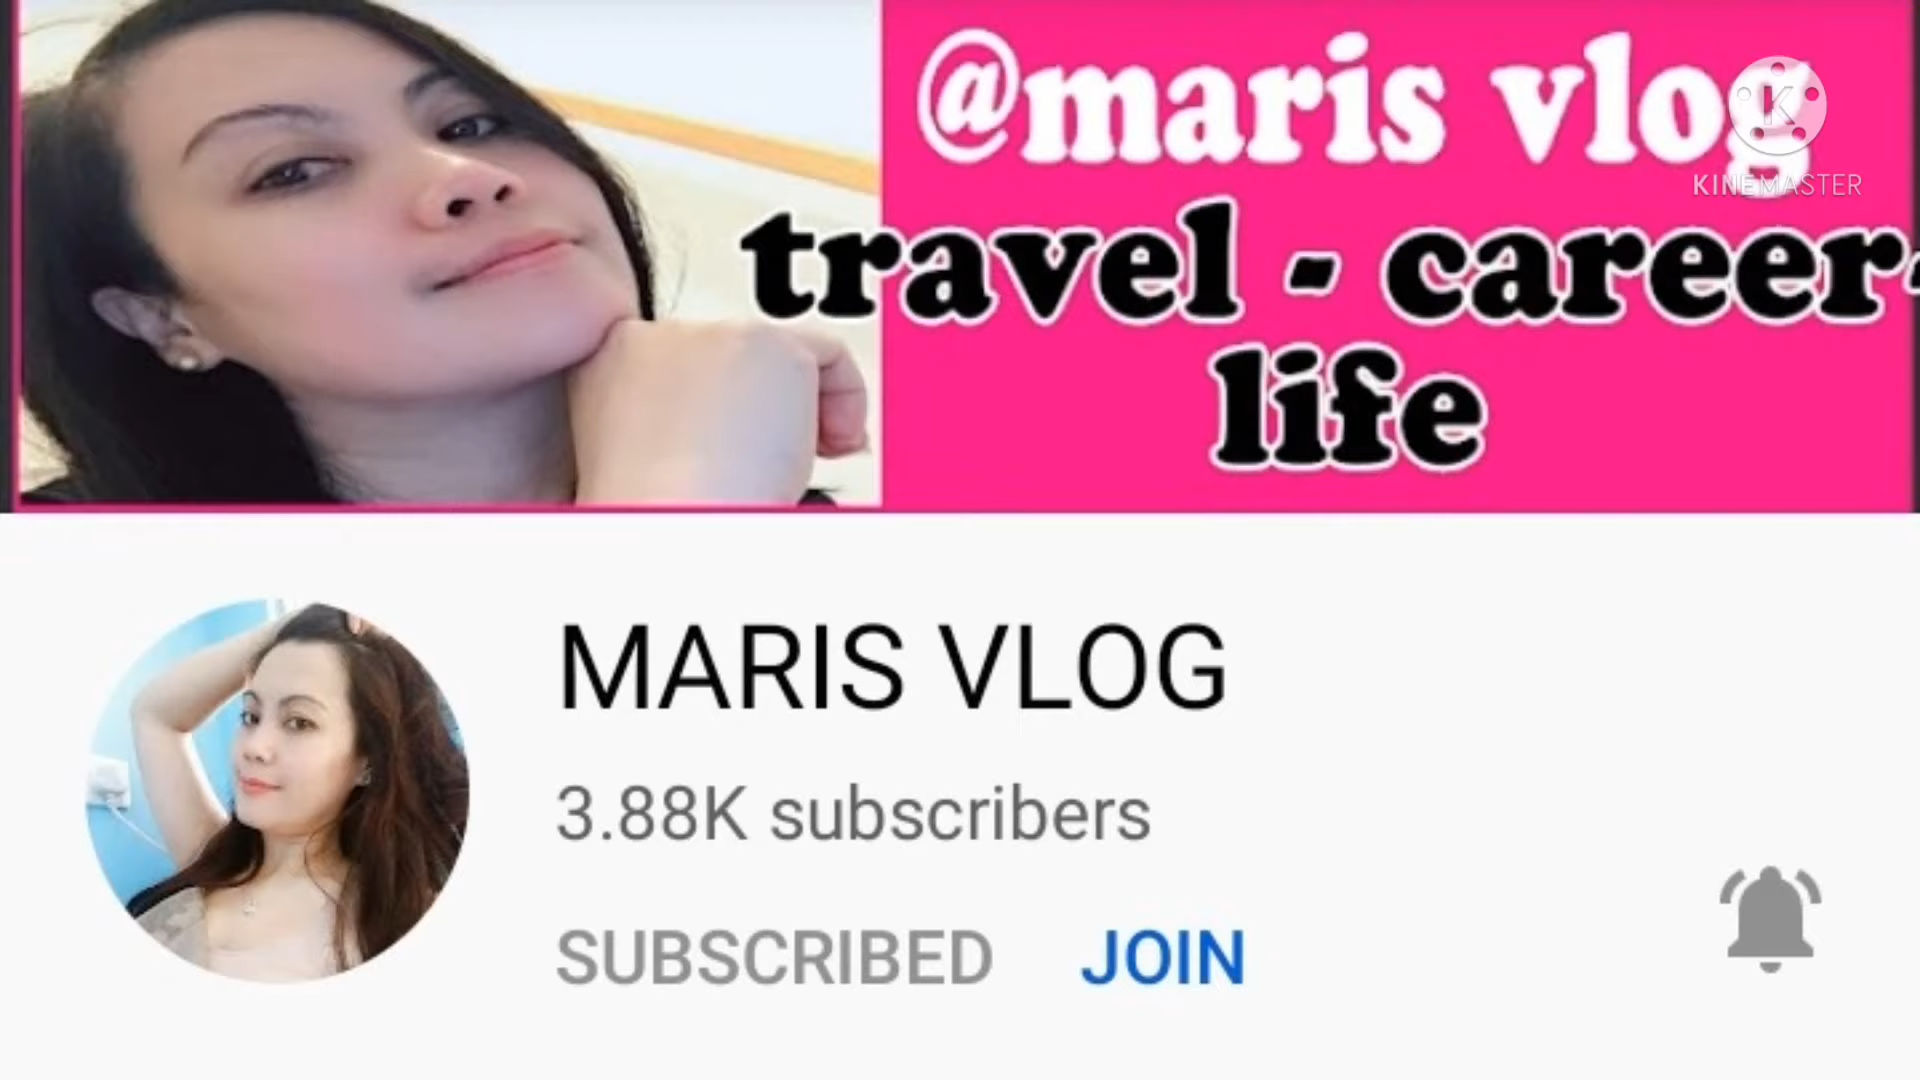 @maris vlog
KINEMASTER
travel - career-
life
MARIS VLOG
3.88K subscribers
SUBSCRIBED JOIN